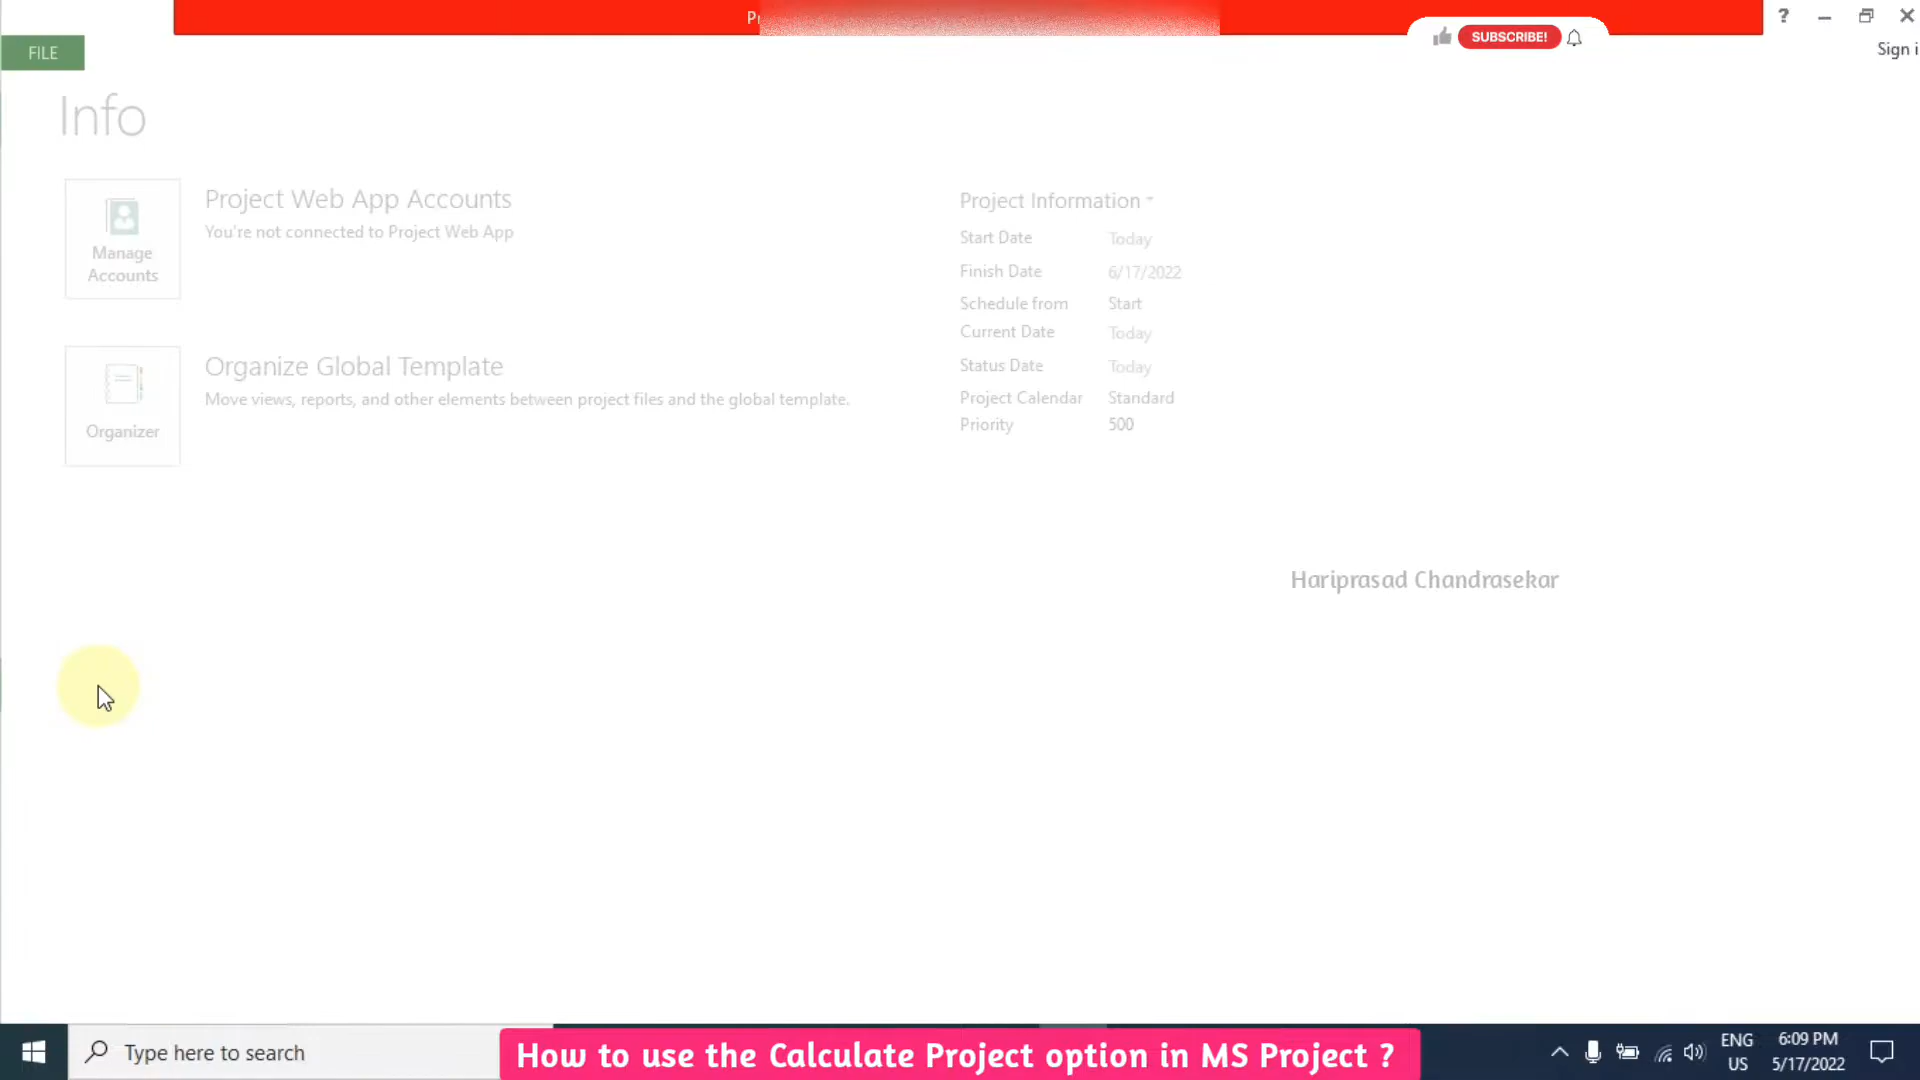 SUBSCRIBE!
Sign i
FILE
Info
Manage
Accounts
Project Web App Accounts
You're not connected to Project Web App
Organizer
Organize Global Template
Move views, reports, and other elements between project files and the global template.
Project Information
Start Date Today
Finish Date 6/17/2022
Schedule from Start
Current Date Today
Status Date Today
Project Calendar Standard
Priority 500
Hariprasad Chandrasekar
Type here to search
How to use the Calculate Project option in MS Project ?
ENG
US
6:09 PM
5/17/2022